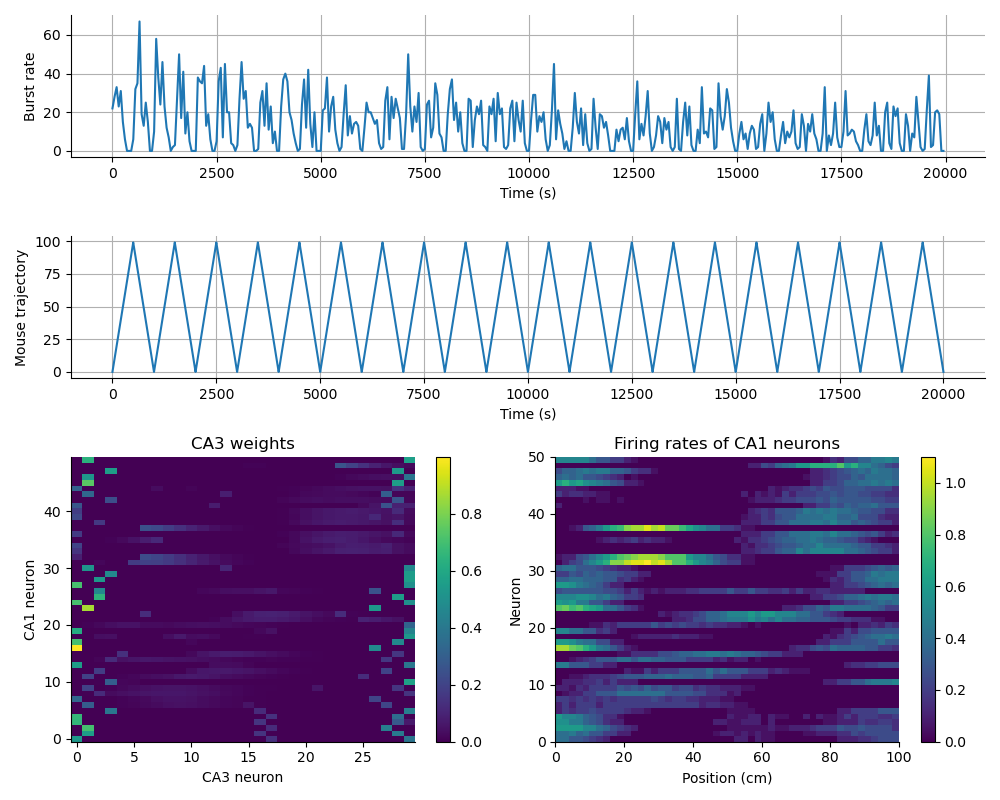 Burst rate
60
40
20
0
0 2500 5000 7500 10000 12500 15000 17500 20000
Time (s)
Mouse trajectory
100
75
50
25
0
0 2500 5000 7500 10000 12500 15000 17500 20000
Time (s)
CA3 weights
CA1 neuron
40
30
20
10
0
0 5 10 15 20 25
CA3 neuron
0.8
0.6
0.4
0.2
0.0
Firing rates of CA1 neurons
Neuron
50
40
30
20
10
0
0 20 40 60 80 100
Position (cm)
1.0
0.8
0.6
0.4
0.2
0.0